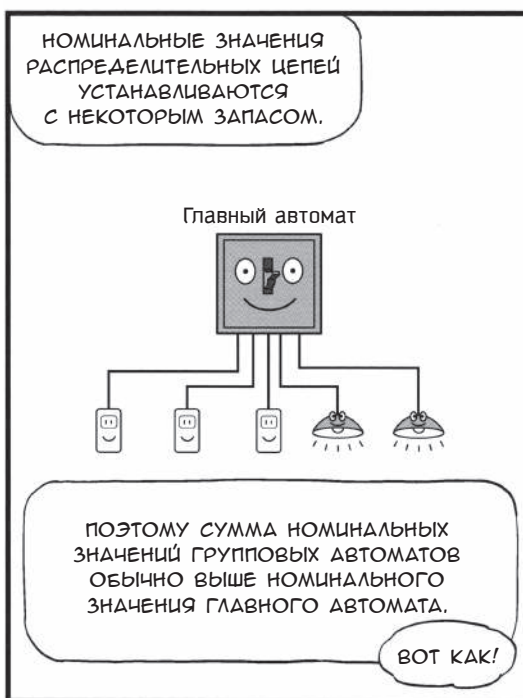 НОМИНАЛЬНЫЕ ЗНАЧЕНИЯ
РАСПРЕДЕЛИТЕЛЬНЫХ ЦЕПЕЙ
УСТАНАВЛИВАЮТСЯ
С НЕКОТОРЫМ ЗАПАСОМ.
Главный автомат
ПОЭТОМУ СУММА НОМИНАЛЬНЫХ
ЗНАЧЕНИЙ ГРУППОВЫХ АВТОМАТОВ
ОБЫЧНО ВЫШЕ НОМИНАЛЬНОГО
ЗНАЧЕНИЯ ГЛАВНОГО АВТОМАТА.
ВОТ КАК!